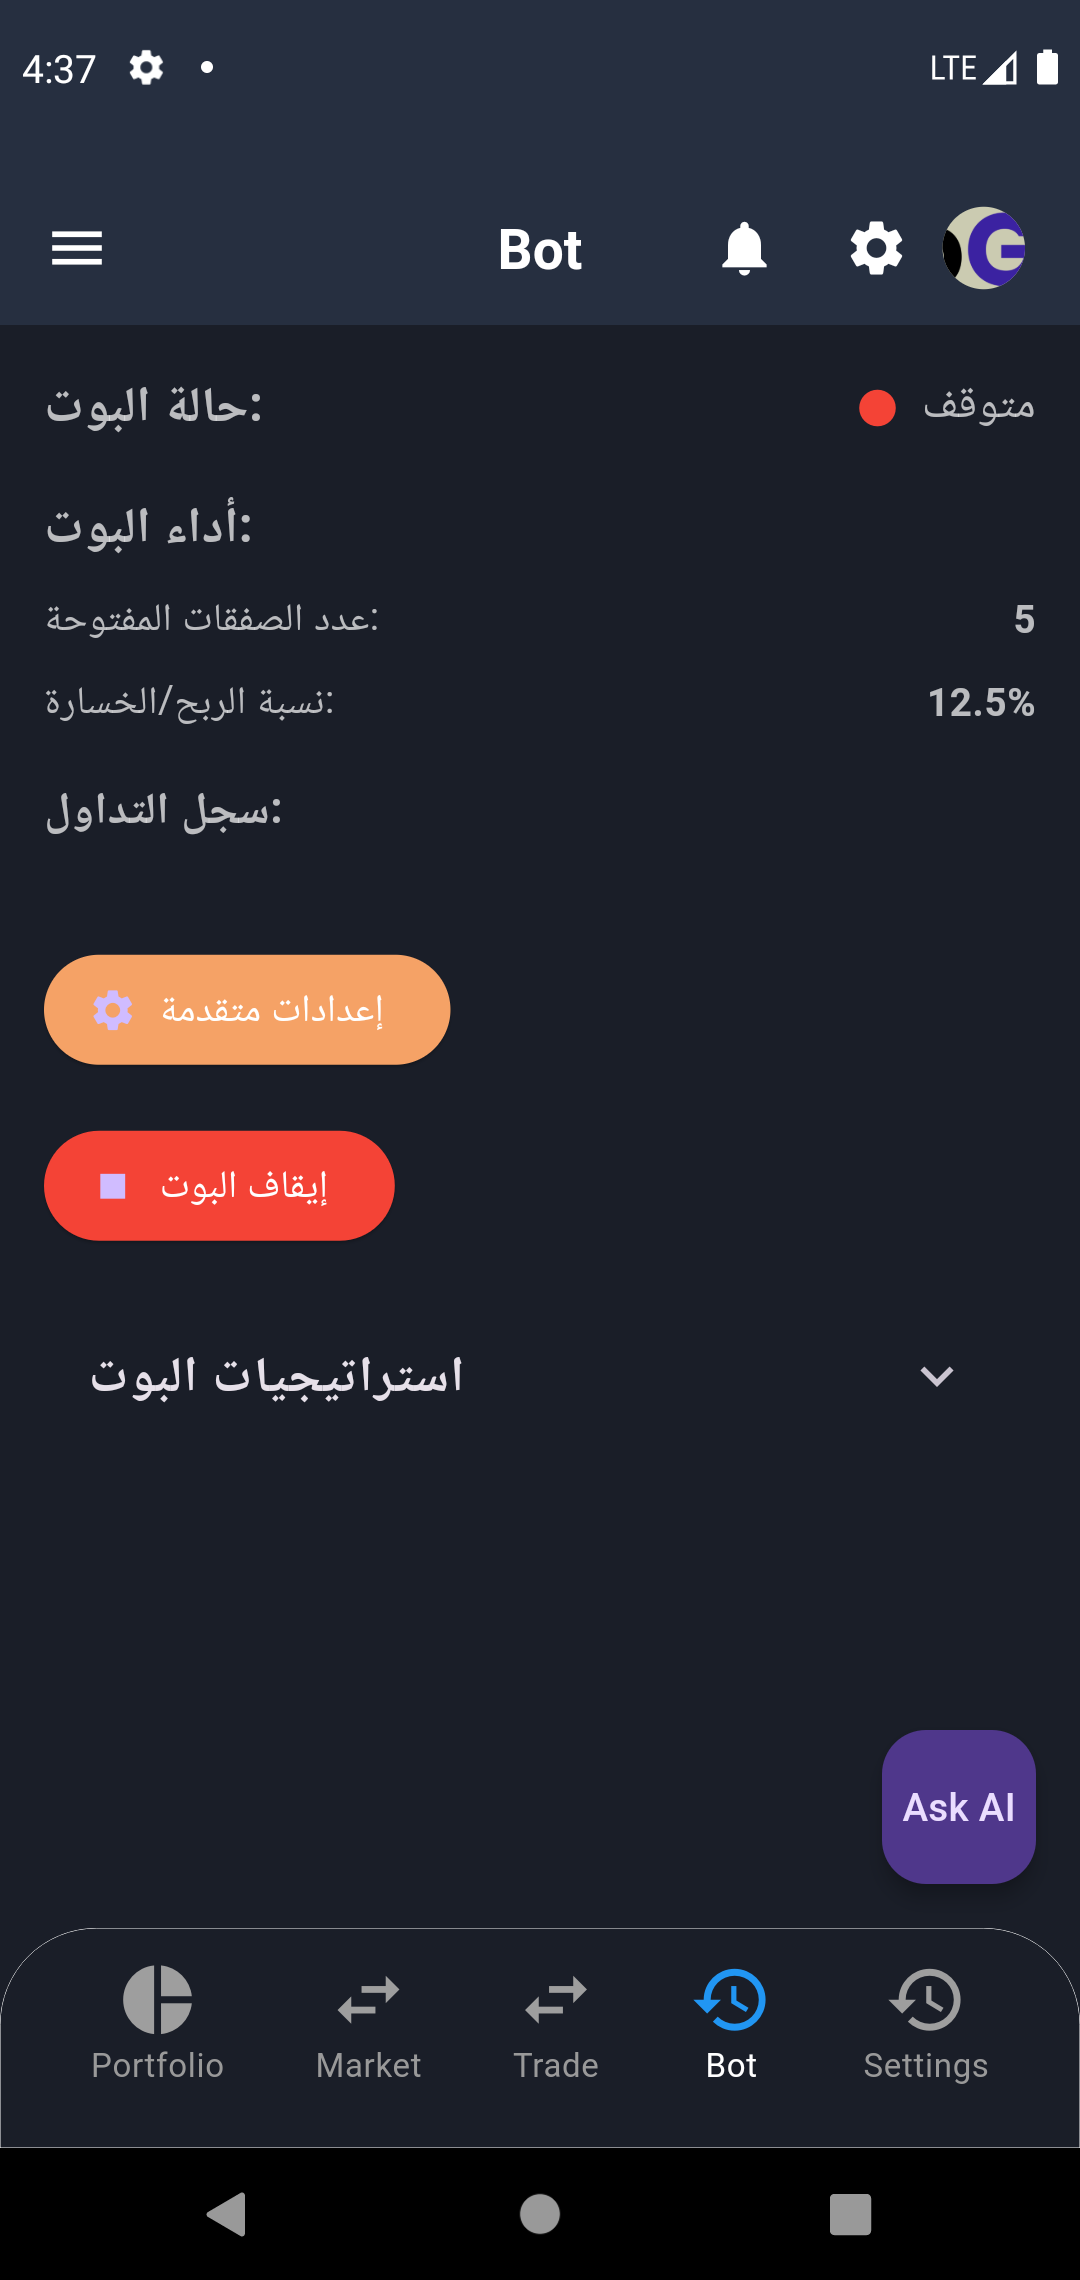 4:37 LTE
Bot
حالة البوت: متوقف
أداء البوت:
عدد الصفقات المفتوحة: 5
نسبة الربح/الخسارة: 12.5%
سجل التداول:
إعدادات متقدمة
إيقاف البوت
استراتيجيات البوت
Ask AI
Portfolio Market Trade Bot Settings